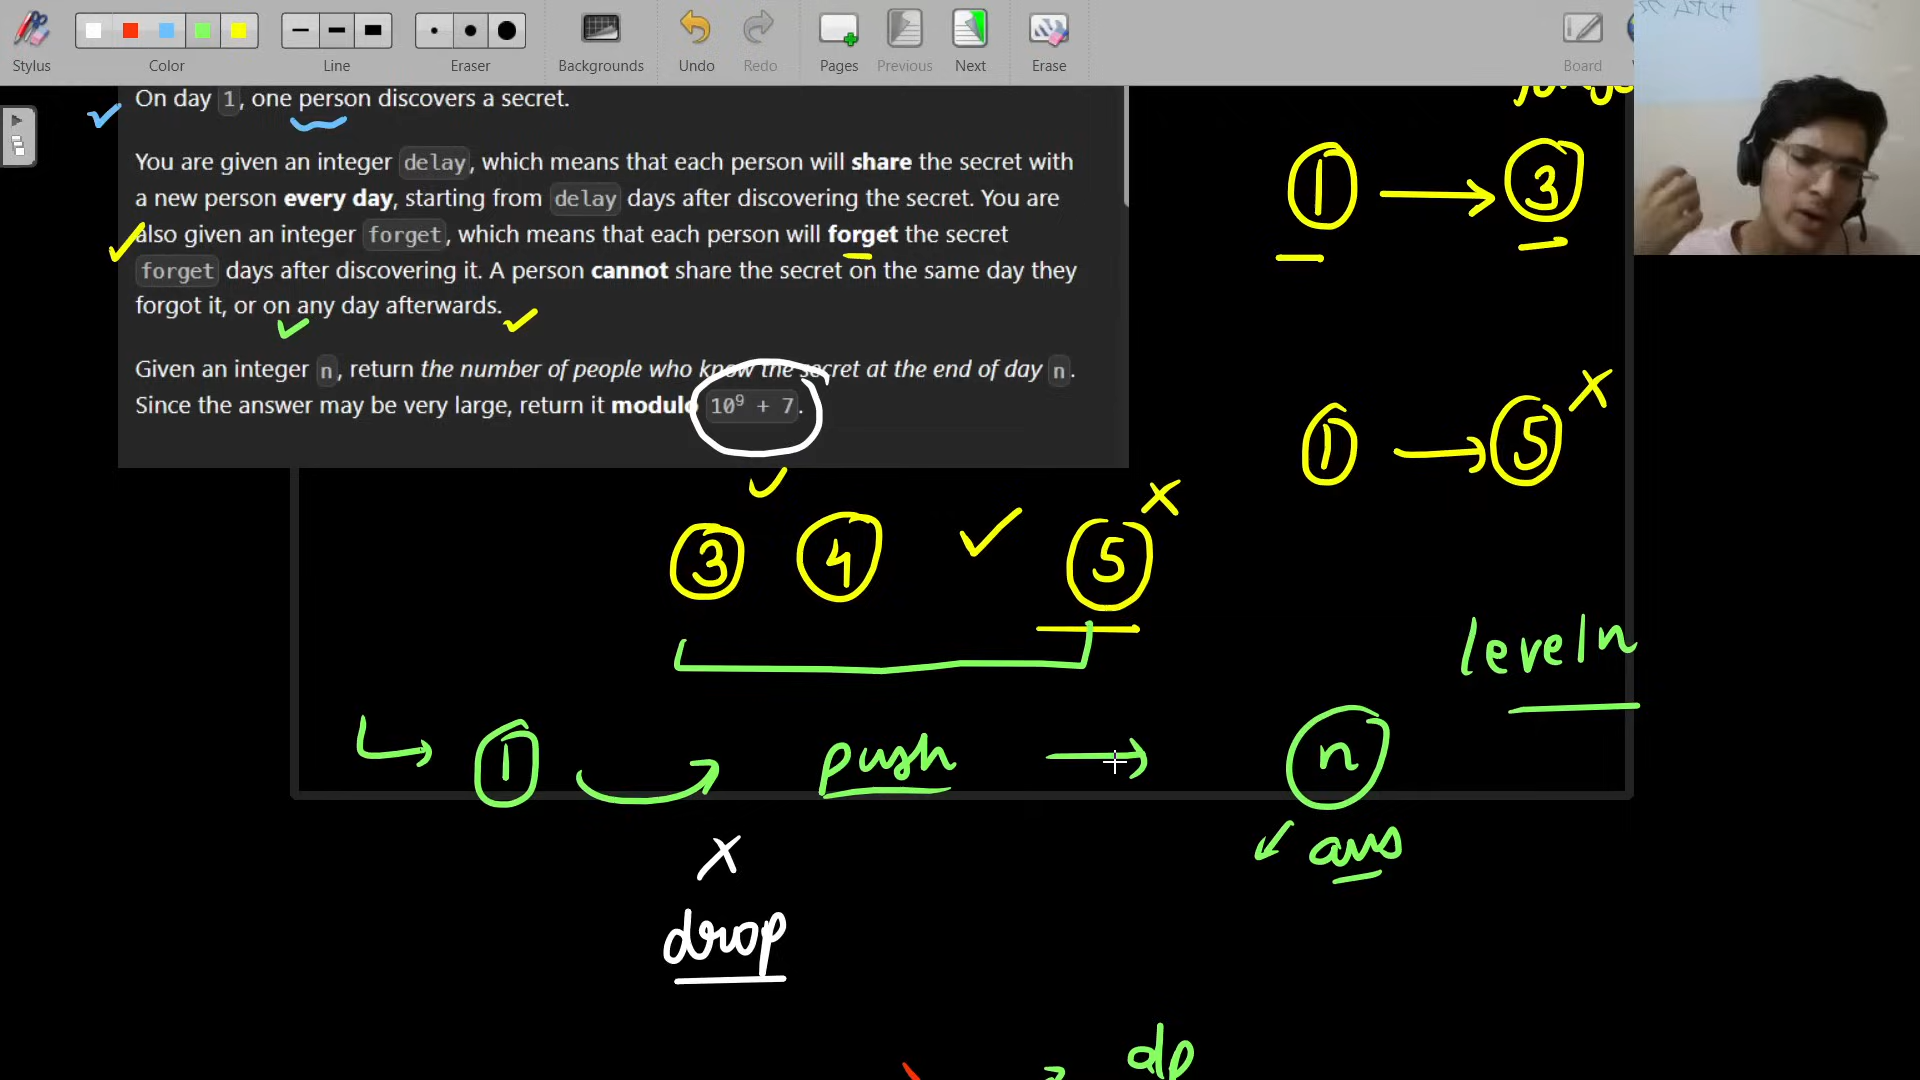 Stylus
Color
Line
Eraser
Backgrounds
Undo
Redo
Pages
Previous
Next
Erase
Board
On day 1, one person discovers a secret.
You are given an integer delay, which means that each person will share the secret with
a new person every day, starting from delay days after discovering the secret. You are
also given an integer forget, which means that each person will forget the secret
forget days after discovering it. A person cannot share the secret on the same day they
forgot it, or on any day afterwards.
Given an integer n, return the number of people who know the secret at the end of day n.
Since the answer may be very large, return it modulo 10⁹ + 7.
1 → 3
1 → 5 x
3 4 ✓ 5 x
level n
1 push → n
ans
x
drop
dp